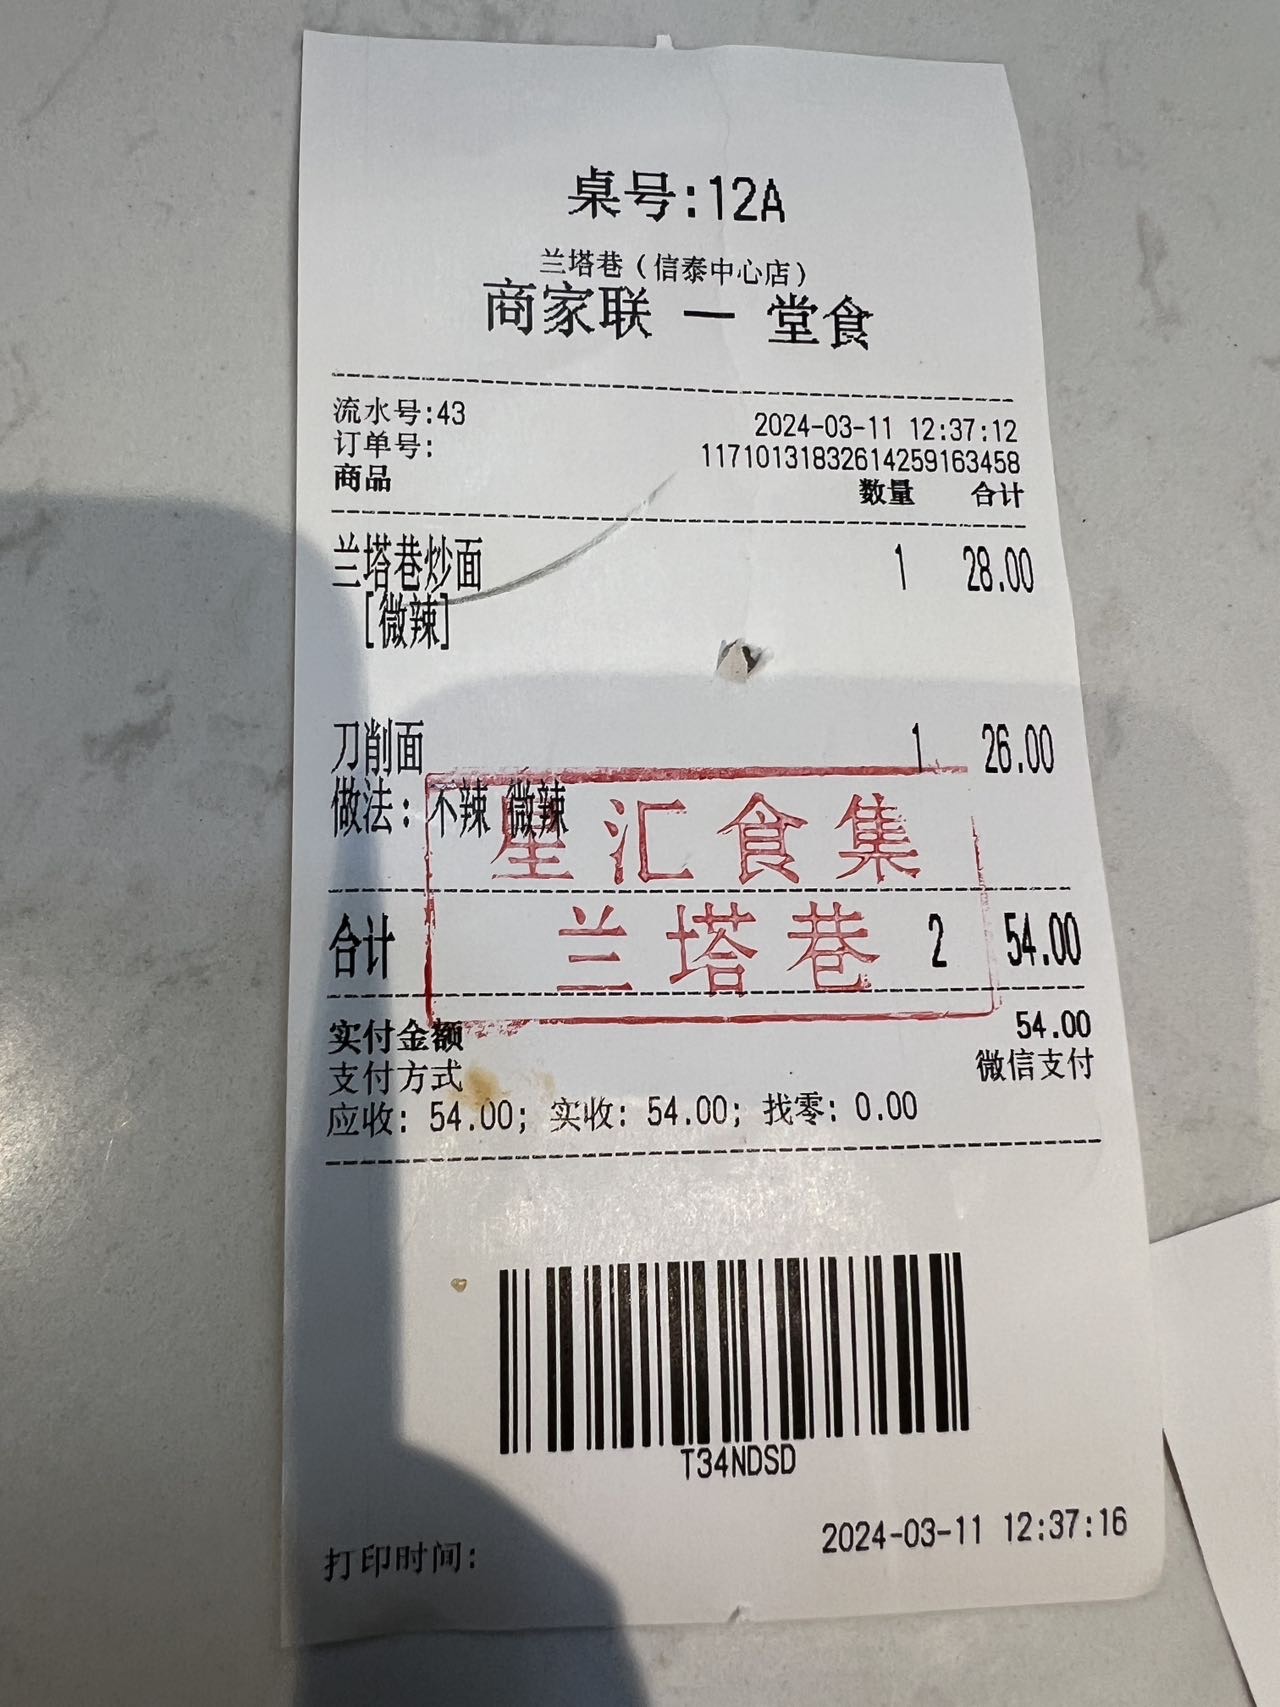 桌号:12A
兰塔巷(信泰中心店)
商家联 一 堂食
流水号:43 2024-03-11 12:37:12
订单号: 117101318326142591​63458
商品 数量 合计
兰塔巷炒面 1 28.00
[微辣]
刀削面 1 26.00
做法: 不辣 微辣
星汇食集
兰塔巷
合计 2 54.00
实付金额 54.00
支付方式 微信支付
应收: 54.00; 实收: 54.00; 找零: 0.00
T34NDSD
打印时间: 2024-03-11 12:37:16